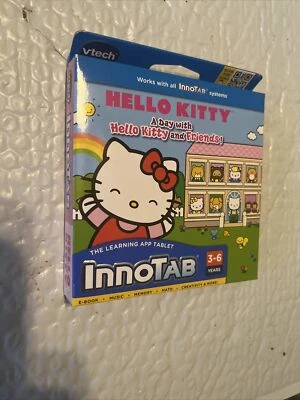 vtech
Works with all InnoTAB systems
HELLO KITTY
A Day with
Hello Kitty and Friends!
THE LEARNING APP TABLET
InnoTAB
3-6
YEARS
E-BOOK · MUSIC · MEMORY · MATH · CREATIVITY & MORE!
InnoTAB